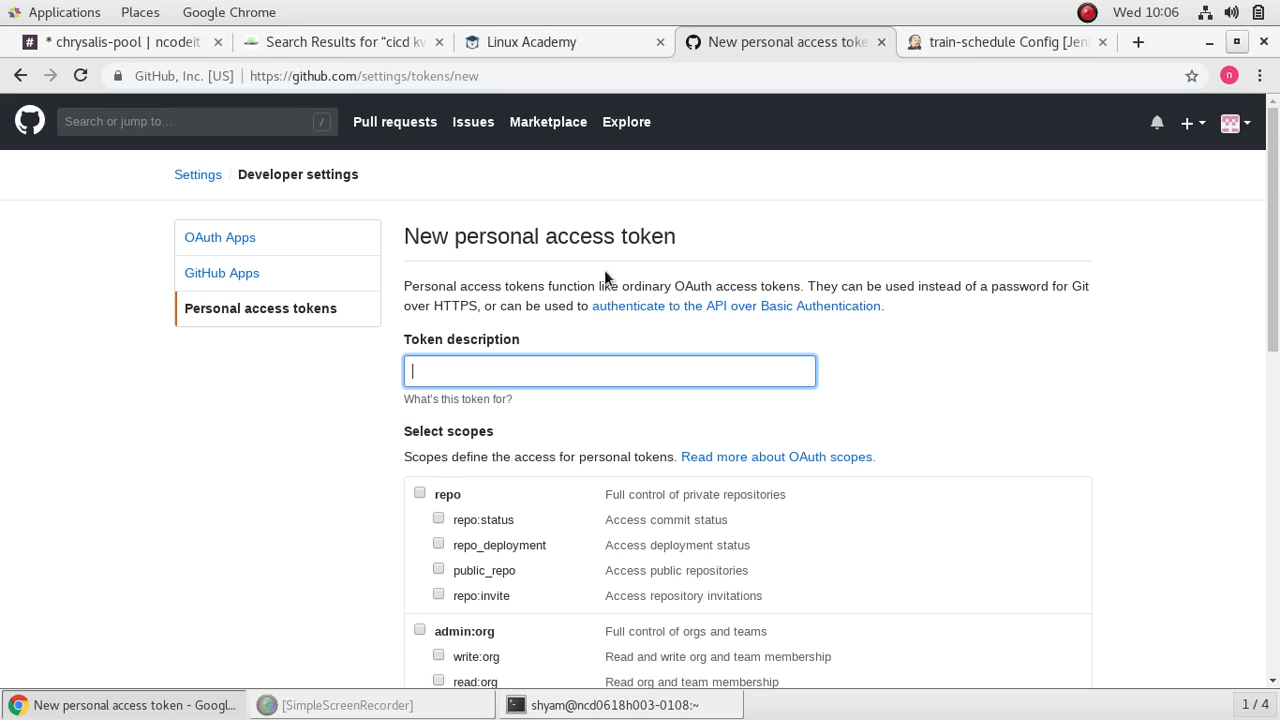 Applications Places Google Chrome Wed 10:06
* chrysalis-pool | ncodeit
Search Results for “cicd kv
Linux Academy
New personal access toke
train-schedule Config [Jen
GitHub, Inc. [US] https://github.com/settings/tokens/new n
Search or jump to… / Pull requests Issues Marketplace Explore
Settings / Developer settings
OAuth Apps
GitHub Apps
Personal access tokens
New personal access token
Personal access tokens function like ordinary OAuth access tokens. They can be used instead of a password for Git
over HTTPS, or can be used to authenticate to the API over Basic Authentication.
Token description
What’s this token for?
Select scopes
Scopes define the access for personal tokens. Read more about OAuth scopes.
repo Full control of private repositories
repo:status Access commit status
repo_deployment Access deployment status
public_repo Access public repositories
repo:invite Access repository invitations
admin:org Full control of orgs and teams
write:org Read and write org and team membership
read:org Read org and team membership
New personal access token - Googl... [SimpleScreenRecorder] shyam@ncd0618h003-0108:~ 1 / 4